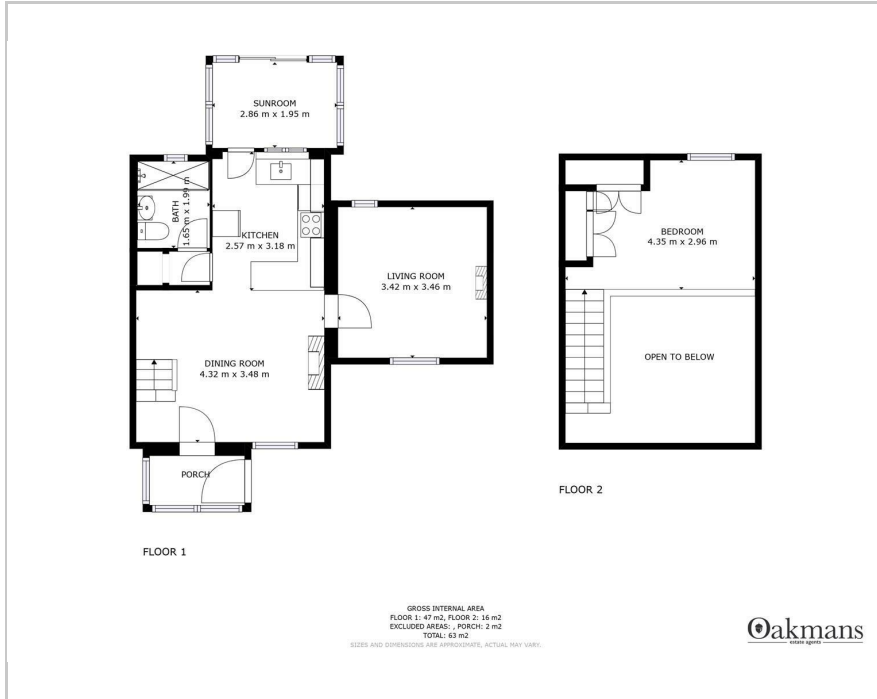 SUNROOM
2.86 m x 1.95 m
BATH
1.65 m x 1.99 m
KITCHEN
2.57 m x 3.18 m
LIVING ROOM
3.42 m x 3.46 m
DINING ROOM
4.32 m x 3.48 m
PORCH
FLOOR 1
BEDROOM
4.35 m x 2.96 m
OPEN TO BELOW
FLOOR 2
GROSS INTERNAL AREA
FLOOR 1: 47 m2, FLOOR 2: 16 m2
EXCLUDED AREAS: , PORCH: 2 m2
TOTAL: 63 m2
SIZES AND DIMENSIONS ARE APPROXIMATE, ACTUAL MAY VARY.
Oakmans
estate agents